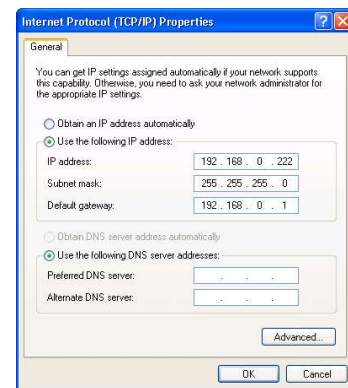 Internet Protocol (TCP/IP) Properties
General
You can get IP settings assigned automatically if your network supports
this capability. Otherwise, you need to ask your network administrator for
the appropriate IP settings.
Obtain an IP address automatically
Use the following IP address:
IP address: 192 . 168 . 0 . 222
Subnet mask: 255 . 255 . 255 . 0
Default gateway: 192 . 168 . 0 . 1
Obtain DNS server address automatically
Use the following DNS server addresses:
Preferred DNS server: . . .
Alternate DNS server: . . .
Advanced...
OK Cancel